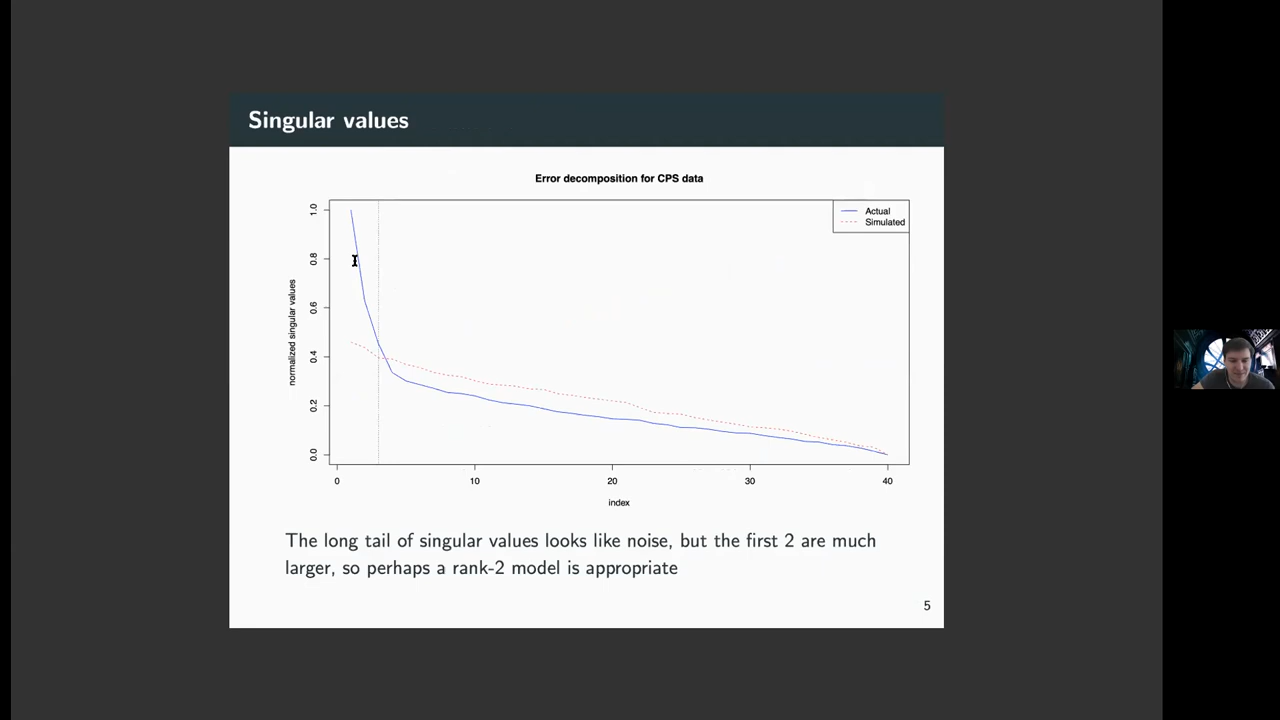 Singular values
Error decomposition for CPS data
Actual
Simulated
normalized singular values
1.0
0.8
0.6
0.4
0.2
0.0
0 10 20 30 40
index
The long tail of singular values looks like noise, but the first 2 are much
larger, so perhaps a rank-2 model is appropriate
5